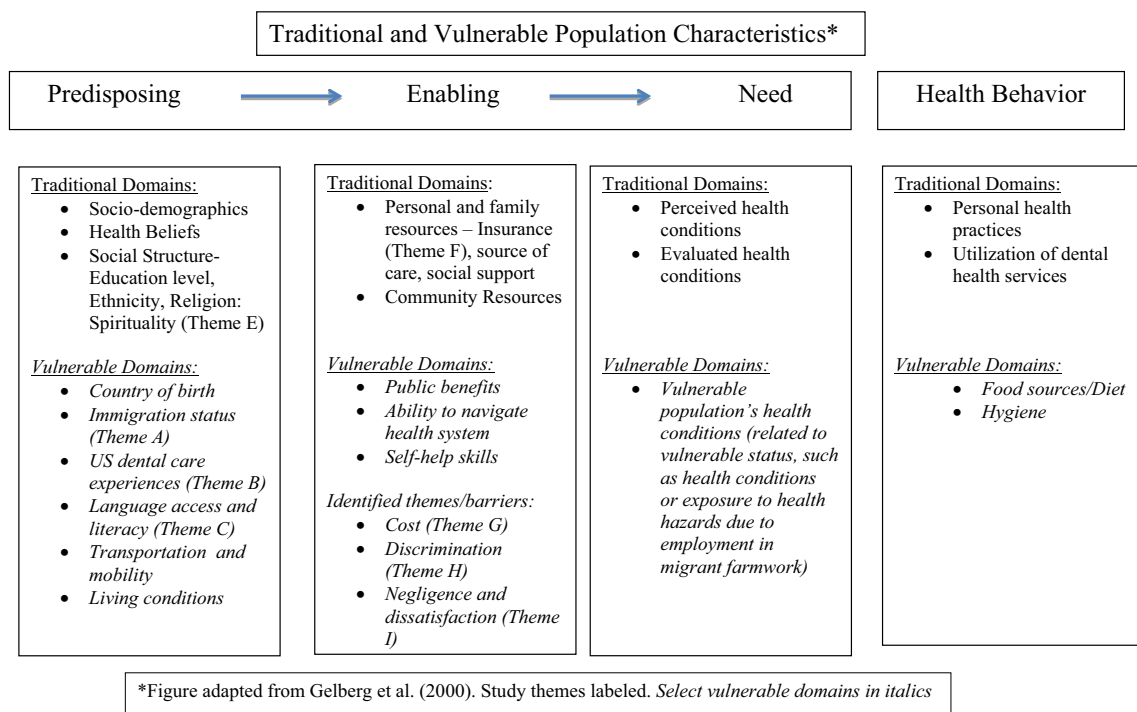 Traditional and Vulnerable Population Characteristics*
Predisposing
Enabling
Need
Health Behavior
Traditional Domains:
• Socio-demographics
• Health Beliefs
• Social Structure-
Education level,
Ethnicity, Religion:
Spirituality (Theme E)
Vulnerable Domains:
• Country of birth
• Immigration status
(Theme A)
• US dental care
experiences (Theme B)
• Language access and
literacy (Theme C)
• Transportation and
mobility
• Living conditions
Traditional Domains:
• Personal and family
resources – Insurance
(Theme F), source of
care, social support
• Community Resources
Vulnerable Domains:
• Public benefits
• Ability to navigate
health system
• Self-help skills
Identified themes/barriers:
• Cost (Theme G)
• Discrimination
(Theme H)
• Negligence and
dissatisfaction (Theme
I)
Traditional Domains:
• Perceived health
conditions
• Evaluated health
conditions
Vulnerable Domains:
• Vulnerable
population's health
conditions (related to
vulnerable status, such
as health conditions
or exposure to health
hazards due to
employment in
migrant farmwork)
Traditional Domains:
• Personal health
practices
• Utilization of dental
health services
Vulnerable Domains:
• Food sources/Diet
• Hygiene
*Figure adapted from Gelberg et al. (2000). Study themes labeled. Select vulnerable domains in italics